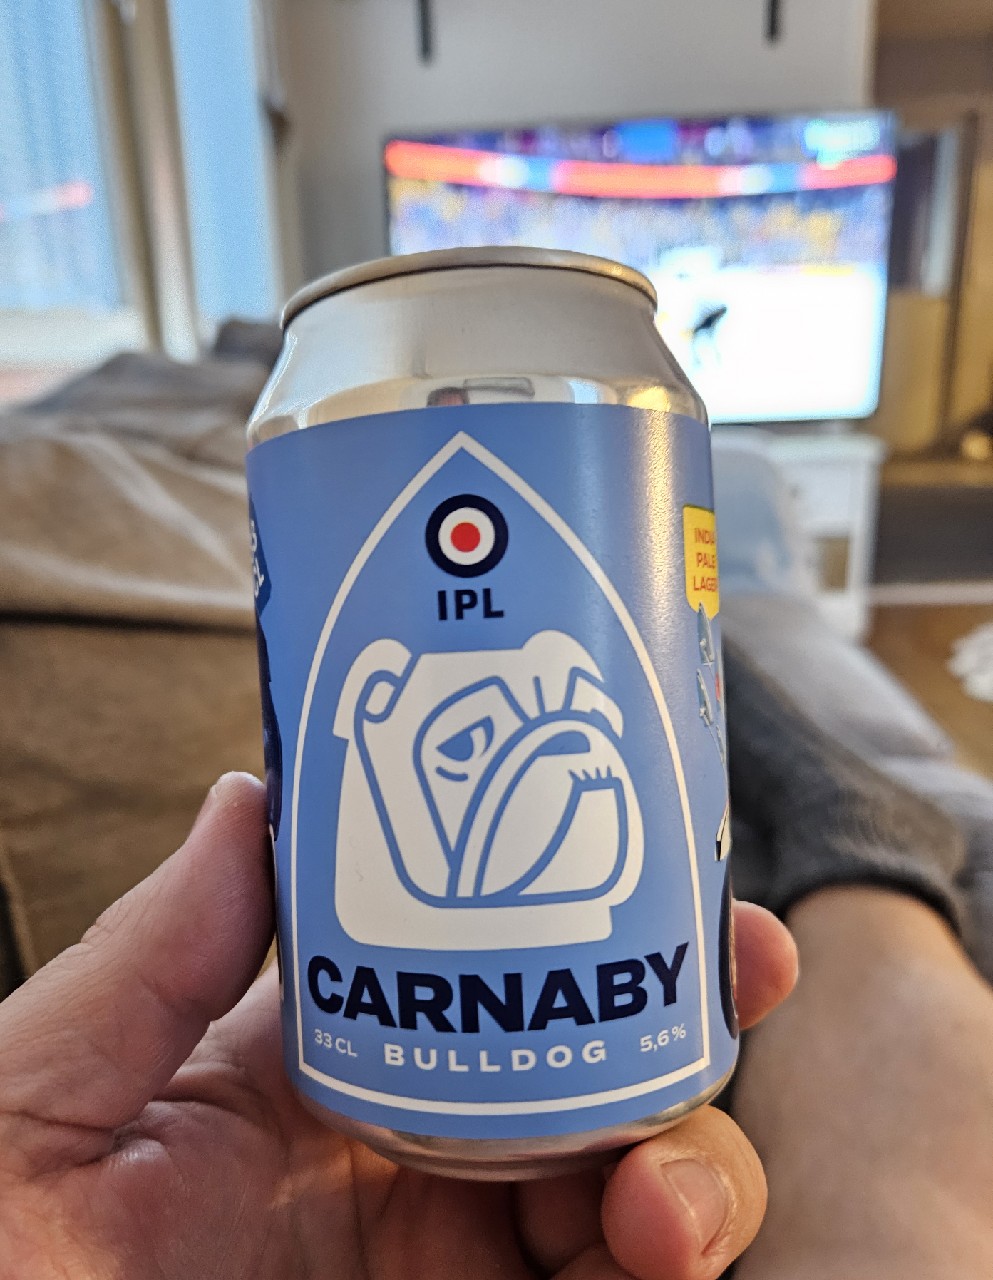 IPL
INDIA
PALE
LAGER
CARNABY
33 CL BULLDOG 5,6%